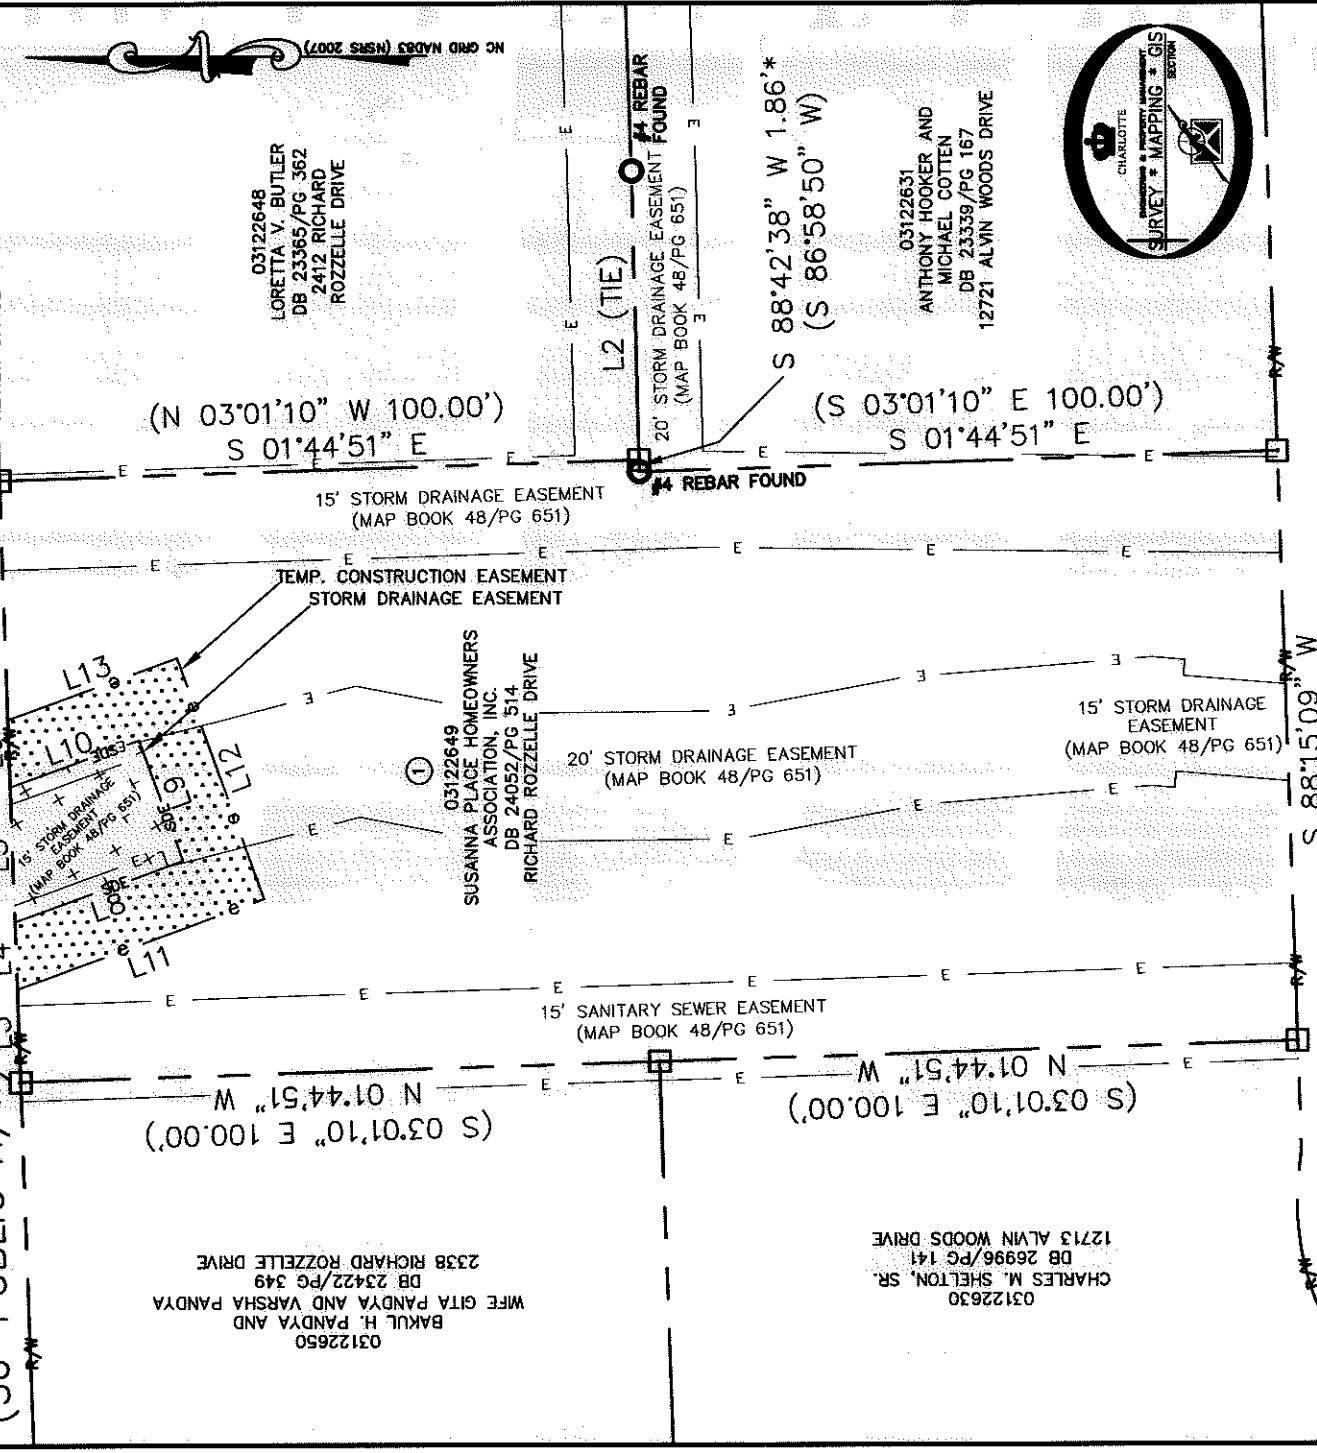 NC GRID NAD83 (NSRS 2007)
03122648
LORETTA V. BUTLER
DB 23365/PG 362
2412 RICHARD
ROZZELLE DRIVE
#4 REBAR
FOUND
L2 (TIE)
20' STORM DRAINAGE EASEMENT
(MAP BOOK 48/PG 651)
S 88°42'38" W 1.86'*
(S 86°58'50" W)
03122631
ANTHONY HOOKER AND
MICHAEL COTTEN
DB 23339/PG 167
12721 ALVIN WOODS DRIVE
CHARLOTTE
ENGINEERING & PROPERTY MANAGEMENT
SURVEY * MAPPING * GIS
SECTION
(N 03°01'10" W 100.00')
S 01°44'51" E
(S 03°01'10" E 100.00')
S 01°44'51" E
#4 REBAR FOUND
15' STORM DRAINAGE EASEMENT
(MAP BOOK 48/PG 651)
TEMP. CONSTRUCTION EASEMENT
STORM DRAINAGE EASEMENT
L13
L10
L9
L12
L8
L11
SDE
SDE
SDE
15' STORM DRAINAGE
EASEMENT
(MAP BOOK 48/PG 651)
1
03122649
SUSANNA PLACE HOMEOWNERS
ASSOCIATION, INC.
DB 24052/PG 514
RICHARD ROZZELLE DRIVE
20' STORM DRAINAGE EASEMENT
(MAP BOOK 48/PG 651)
15' STORM DRAINAGE
EASEMENT
(MAP BOOK 48/PG 651)
S 88°15'09" W
R/W
R/W
R/W
R/W
R/W
R/W
R/W
L4
15' SANITARY SEWER EASEMENT
(MAP BOOK 48/PG 651)
N 01°44'51" W
(S 03°01'10" E 100.00')
N 01°44'51" W
(S 03°01'10" E 100.00')
03122650
BAKUL H. PANDYA AND
WIFE GITA PANDYA AND VARSHA PANDYA
DB 23422/PG 349
2338 RICHARD ROZZELLE DRIVE
03122630
CHARLES M. SHELTON, SR.
DB 26996/PG 141
12713 ALVIN WOODS DRIVE